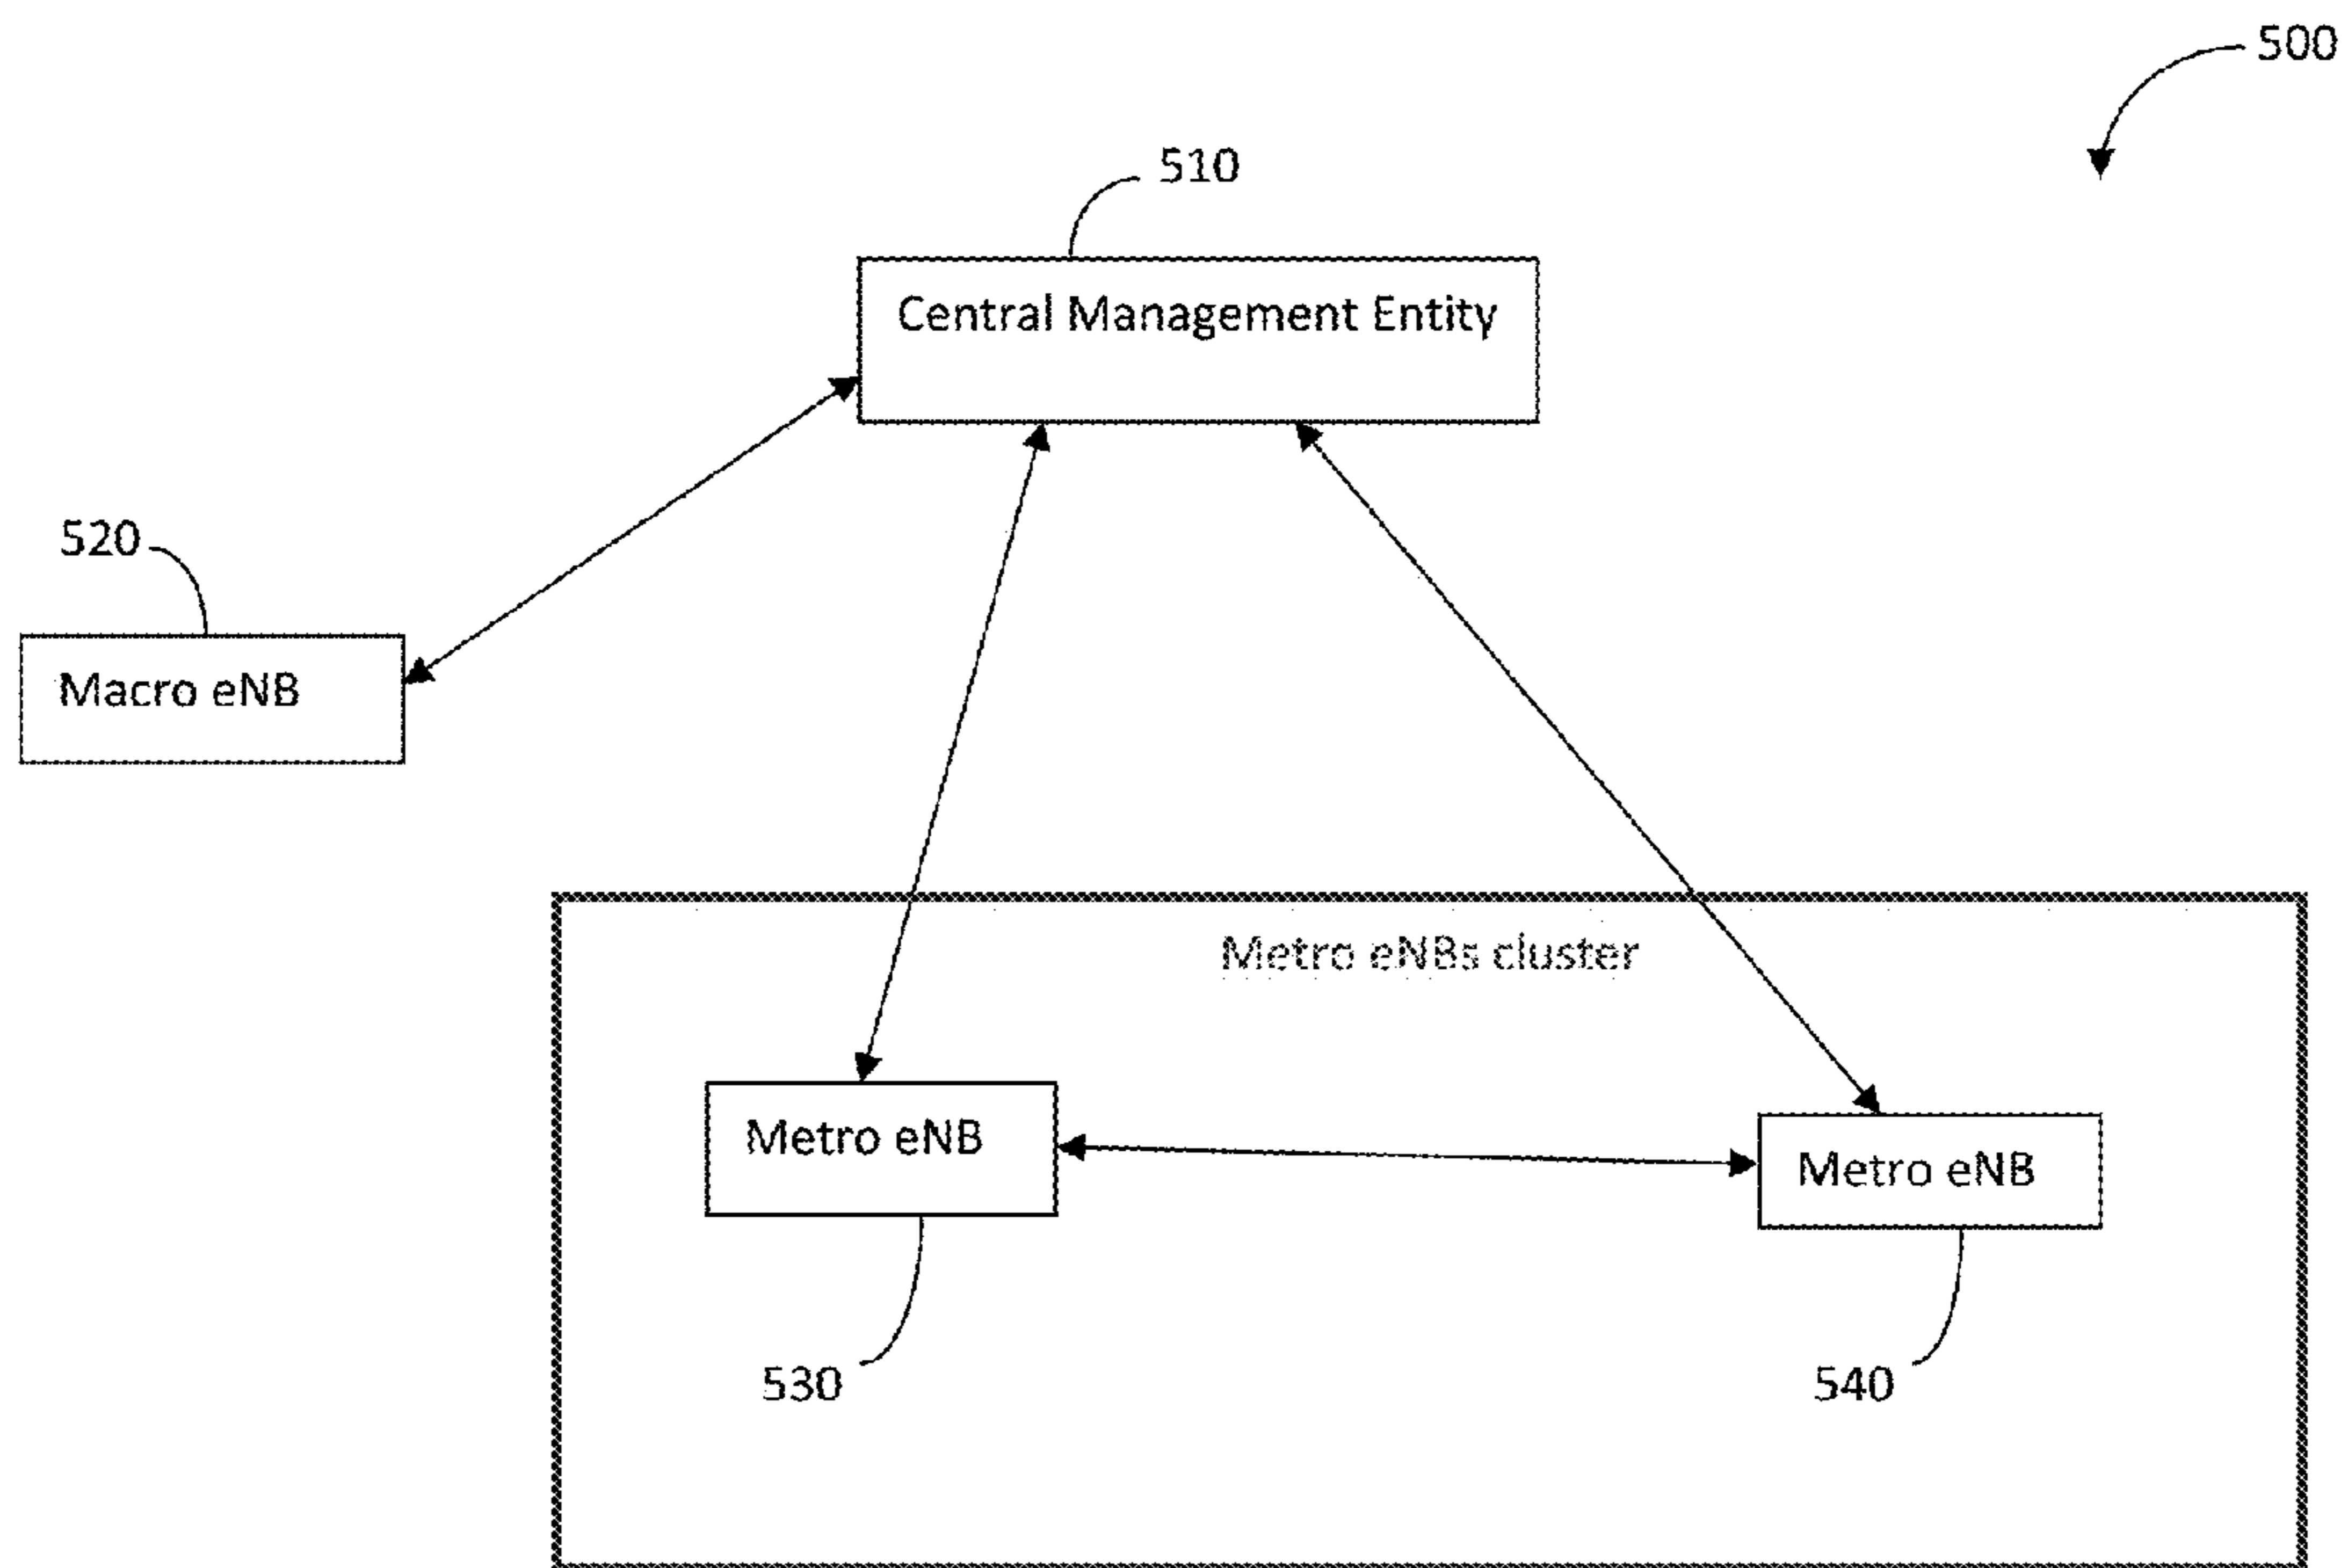 500
510
Central Management Entity
520
Macro eNB
Metro eNBs cluster
Metro eNB
Metro eNB
530
540